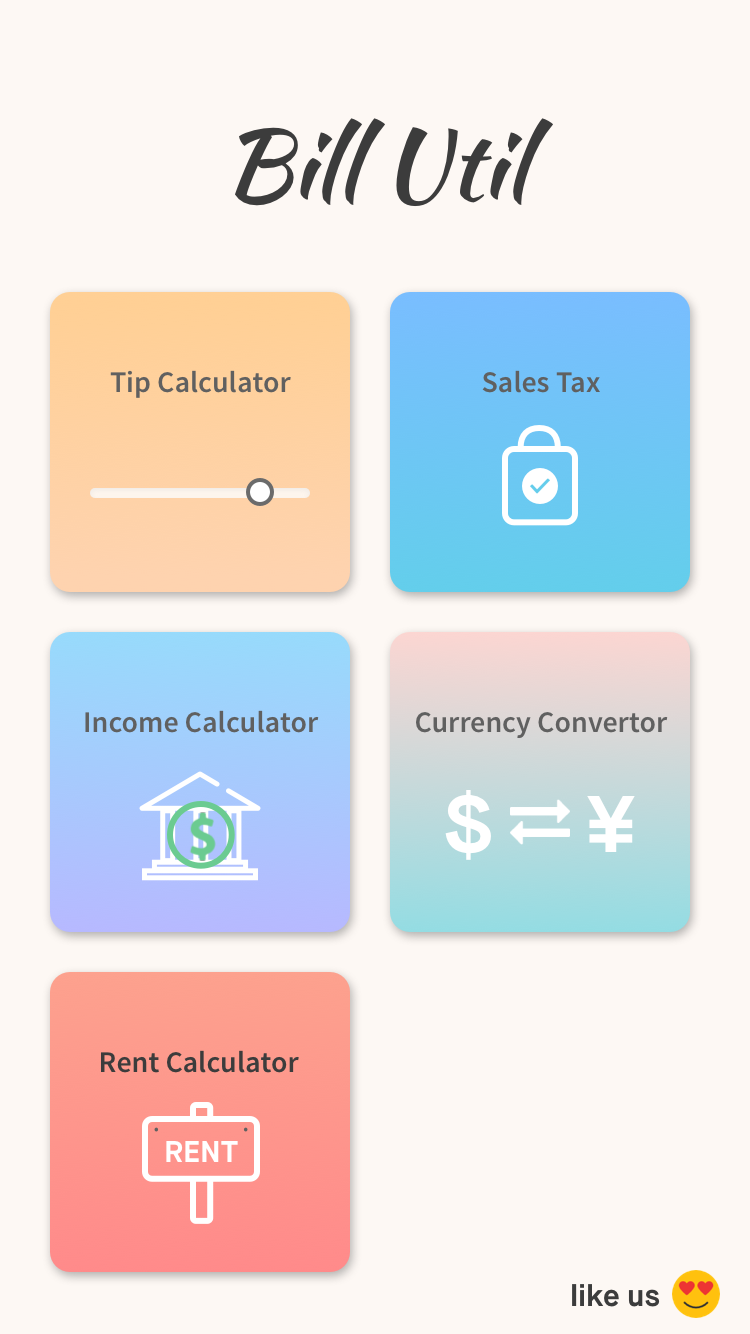 Bill Util
Tip Calculator
Sales Tax
Income Calculator
$
Currency Convertor
$ ¥
Rent Calculator
RENT
like us